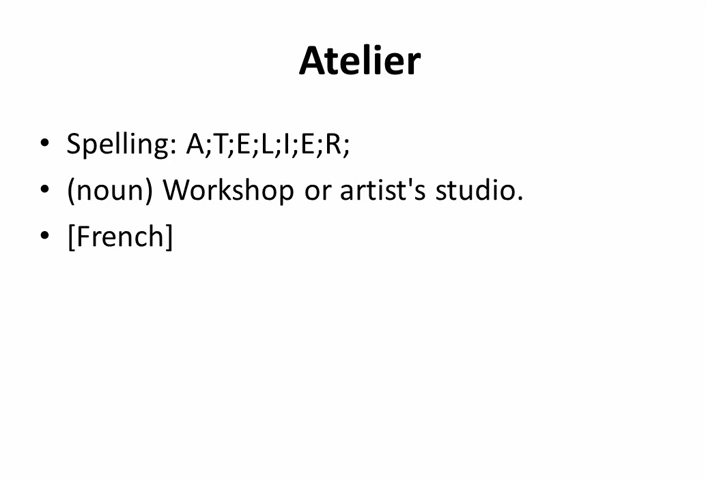 Atelier
• Spelling: A;T;E;L;I;E;R;
• (noun) Workshop or artist's studio.
• [French]